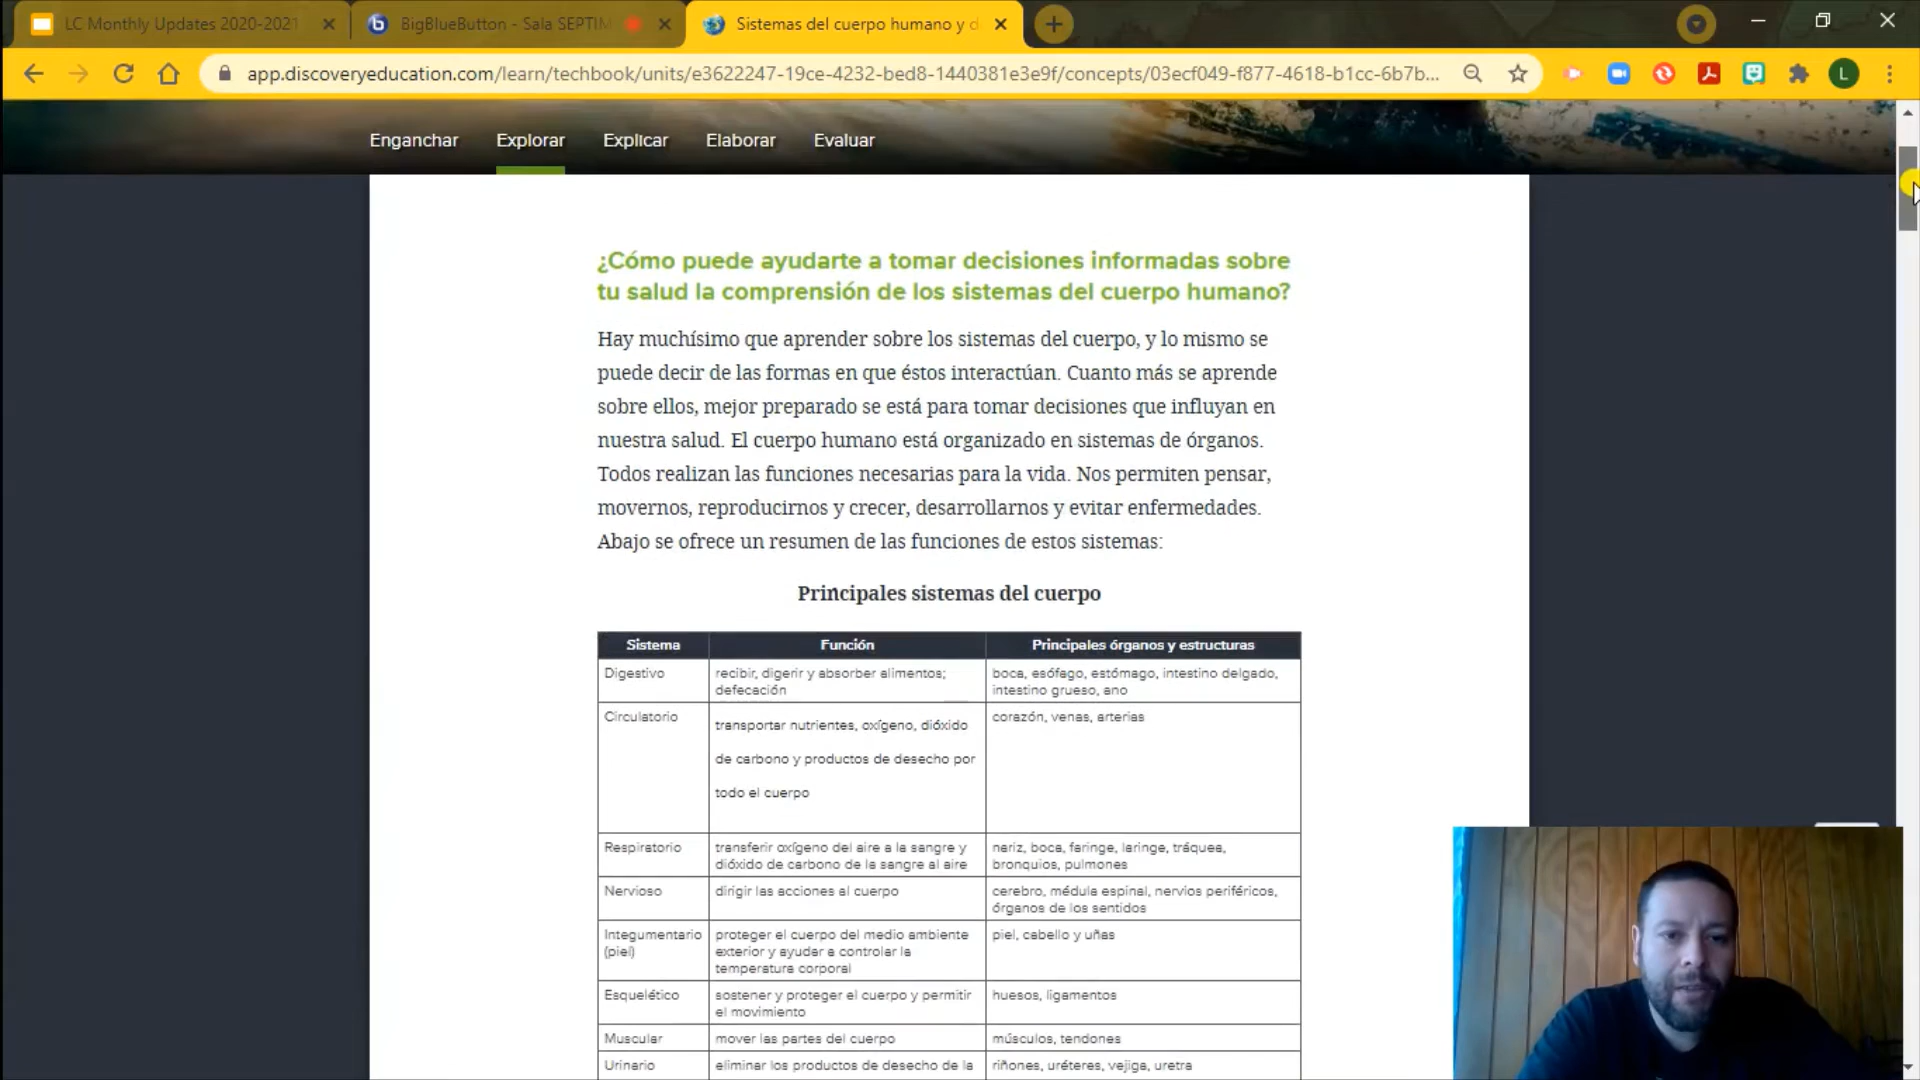 LC Monthly Updates 2020-2021
BigBlueButton - Sala SEPTIM
Sistemas del cuerpo humano y d
app.discoveryeducation.com/learn/techbook/units/e3622247-19ce-4232-bed8-1440381e3e9f/concepts/03ecf049-f877-4618-b1cc-6b7b...
L
Enganchar Explorar Explicar Elaborar Evaluar
¿Cómo puede ayudarte a tomar decisiones informadas sobre
tu salud la comprensión de los sistemas del cuerpo humano?
Hay muchísimo que aprender sobre los sistemas del cuerpo, y lo mismo se
puede decir de las formas en que éstos interactúan. Cuanto más se aprende
sobre ellos, mejor preparado se está para tomar decisiones que influyan en
nuestra salud. El cuerpo humano está organizado en sistemas de órganos.
Todos realizan las funciones necesarias para la vida. Nos permiten pensar,
movernos, reproducirnos y crecer, desarrollarnos y evitar enfermedades.
Abajo se ofrece un resumen de las funciones de estos sistemas:
Principales sistemas del cuerpo
Sistema Función Principales órganos y estructuras
Digestivo recibir, digerir y absorber alimentos; boca, esófago, estómago, intestino delgado,
defecación intestino grueso, ano
Circulatorio transportar nutrientes, oxígeno, dióxido corazón, venas, arterias
de carbono y productos de desecho por
todo el cuerpo
Respiratorio transferir oxígeno del aire a la sangre y nariz, boca, faringe, laringe, tráquea,
dióxido de carbono de la sangre al aire bronquios, pulmones
Nervioso dirigir las acciones al cuerpo cerebro, médula espinal, nervios periféricos,
órganos de los sentidos
Integumentario proteger el cuerpo del medio ambiente piel, cabello y uñas
(piel) exterior y ayudar a controlar la
temperatura corporal
Esquelético sostener y proteger el cuerpo y permitir huesos, ligamentos
el movimiento
Muscular mover las partes del cuerpo músculos, tendones
Urinario eliminar los productos de desecho de la riñones, uréteres, vejiga, uretra